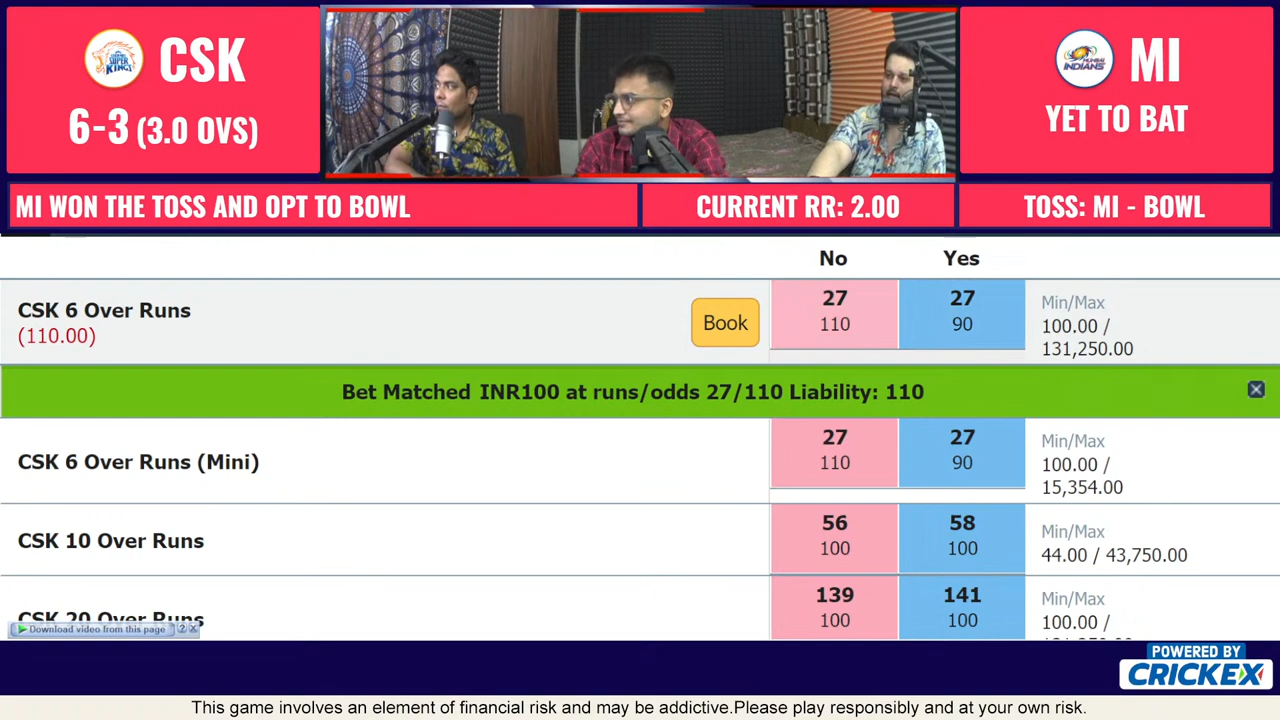 CSK
6-3 (3.0 OVS)
MI
YET TO BAT
MI WON THE TOSS AND OPT TO BOWL
CURRENT RR: 2.00
TOSS: MI - BOWL
No
Yes
CSK 6 Over Runs
(110.00)
Book
27
110
27
90
Min/Max
100.00 /
131,250.00
Bet Matched INR100 at runs/odds 27/110 Liability: 110
CSK 6 Over Runs (Mini)
27
110
27
90
Min/Max
100.00 /
15,354.00
CSK 10 Over Runs
56
100
58
100
Min/Max
44.00 / 43,750.00
CSK 20 Over Runs
139
100
141
100
Min/Max
100.00 /
Download video from this page
?
POWERED BY
CRICKEX
This game involves an element of financial risk and may be addictive.Please play responsibly and at your own risk.